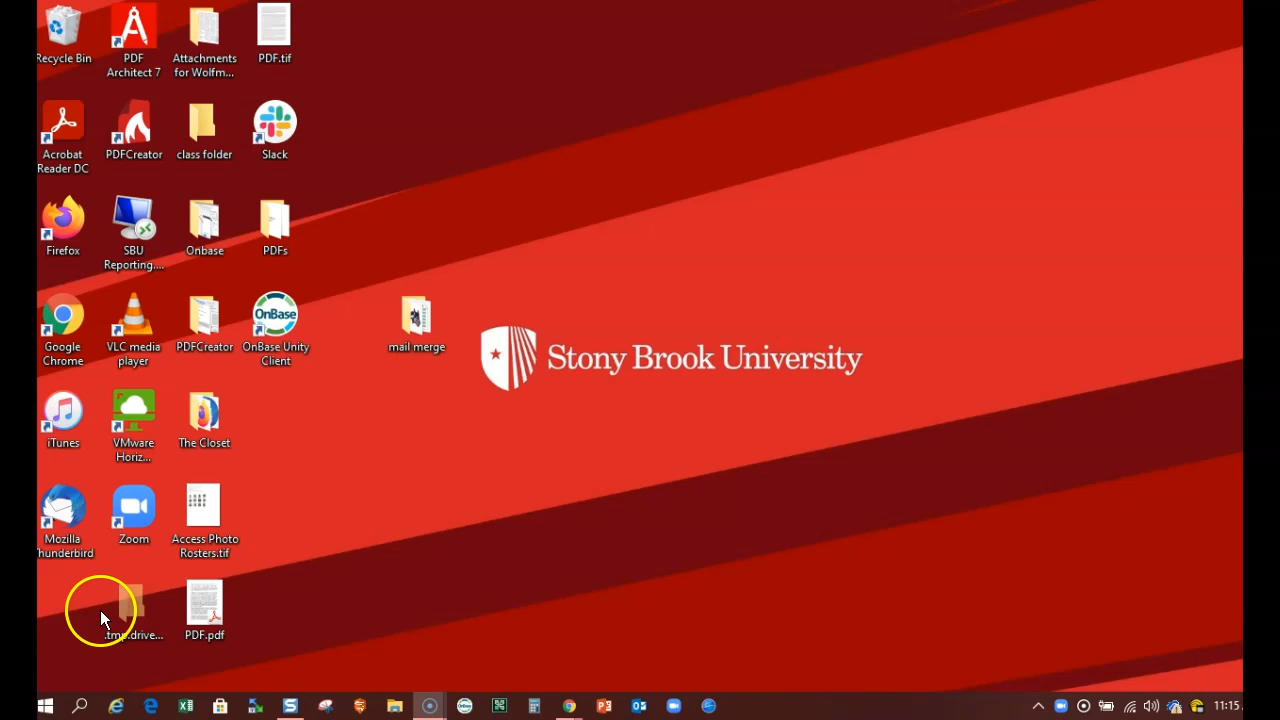 Recycle Bin
PDF
Architect 7
Attachments
for Wolfm...
PDF.tif
Acrobat
Reader DC
PDFCreator
class folder
Slack
Firefox
SBU
Reporting....
Onbase
PDFs
Google
Chrome
VLC media
player
PDFCreator
OnBase
OnBase Unity
Client
mail merge
Stony Brook University
iTunes
VMware
Horiz...
The Closet
Mozilla
Thunderbird
Zoom
Access Photo
Rosters.tif
.tmp.drive...
PDF.pdf
11:15